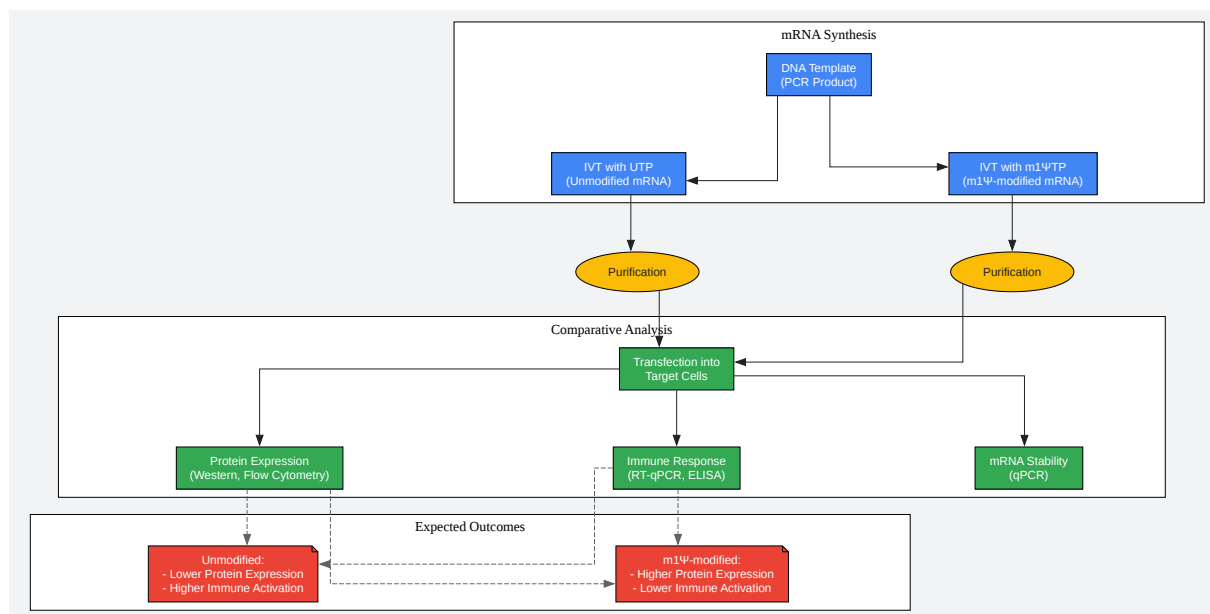 mRNA Synthesis
DNA Template
(PCR Product)
IVT with UTP
(Unmodified mRNA)
IVT with m1ΨTP
(m1Ψ-modified mRNA)
Purification
Purification
Comparative Analysis
Transfection into
Target Cells
Protein Expression
(Western, Flow Cytometry)
Immune Response
(RT-qPCR, ELISA)
mRNA Stability
(qPCR)
Expected Outcomes
Unmodified:
- Lower Protein Expression
- Higher Immune Activation
m1Ψ-modified:
- Higher Protein Expression
- Lower Immune Activation